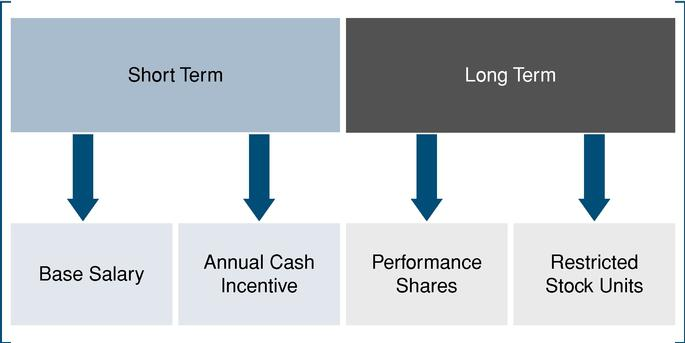 Short Term
Long Term
Base Salary
Annual Cash
Incentive
Performance
Shares
Restricted
Stock Units